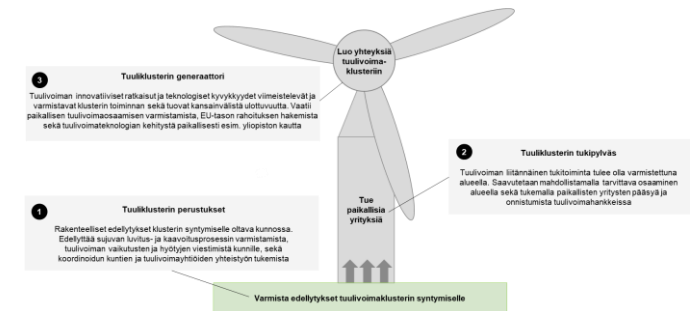 Luo yhteyksiä
tuulivoima-
klusteriin
3
Tuuliklusterin generaattori
Tuulivoiman innovatiiviset ratkaisut ja teknologiset kyvykkyydet viimeistelevät ja
varmistavat klusterin toiminnan sekä tuovat kansainvälistä ulottuvuutta. Vaatii
paikallisen tuulivoimaosaamisen varmistamista, EU-tason rahoituksen hakemista
sekä tuulivoimateknologian kehitystä paikallisesti esim. yliopiston kautta
2
Tuuliklusterin tukipylväs
Tuulivoiman liitännäinen tukitoiminta tulee olla varmistettuna
alueella. Saavutetaan mahdollistamalla tarvittava osaaminen
alueella sekä tukemalla paikallisten yritysten pääsyä ja
onnistumista tuulivoimahankkeissa
Tue
paikallisia
yrityksiä
1
Tuuliklusterin perustukset
Rakenteelliset edellytykset klusterin syntymiselle oltava kunnossa.
Edellyttää sujuvan luvitus- ja kaavoitusprosessin varmistamista,
tuulivoiman vaikutusten ja hyötyjen viestimistä kunnille, sekä
koordinoidun kuntien ja tuulivoimayhtiöiden yhteistyön tukemista
Varmista edellytykset tuulivoimaklusterin syntymiselle